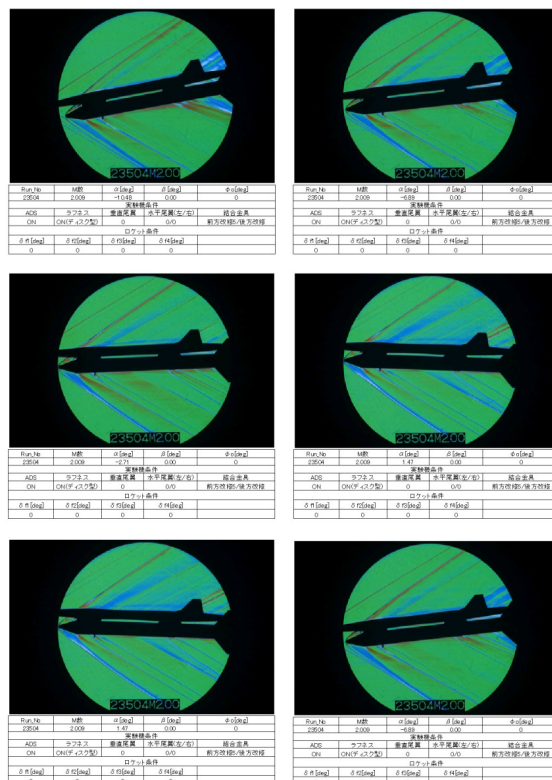 23504M2.00
23504M2.00
Run_No M数 α[deg] β[deg] φo[deg]
23504 2.009 -10.48 0.00 0
実験機条件
ADS ラフネス 垂直尾翼 水平尾翼(左/右) 結合金具
ON ON(ディスク型) 0 0/0 前方改修5/後方改修
ロケット条件
δf1[deg] δf2[deg] δf3[deg] δf4[deg]
0 0 0 0
Run_No M数 α[deg] β[deg] φo[deg]
23504 2.009 -6.89 0.00 0
実験機条件
ADS ラフネス 垂直尾翼 水平尾翼(左/右) 結合金具
ON ON(ディスク型) 0 0/0 前方改修5/後方改修
ロケット条件
δf1[deg] δf2[deg] δf3[deg] δf4[deg]
0 0 0 0
23504M2.00
23504M2.00
Run_No M数 α[deg] β[deg] φo[deg]
23504 2.009 -2.71 0.00 0
実験機条件
ADS ラフネス 垂直尾翼 水平尾翼(左/右) 結合金具
ON ON(ディスク型) 0 0/0 前方改修5/後方改修
ロケット条件
δf1[deg] δf2[deg] δf3[deg] δf4[deg]
0 0 0 0
Run_No M数 α[deg] β[deg] φo[deg]
23504 2.009 1.47 0.00 0
実験機条件
ADS ラフネス 垂直尾翼 水平尾翼(左/右) 結合金具
ON ON(ディスク型) 0 0/0 前方改修5/後方改修
ロケット条件
δf1[deg] δf2[deg] δf3[deg] δf4[deg]
0 0 0 0
23504M2.00
23504M2.00
Run_No M数 α[deg] β[deg] φo[deg]
23504 2.009 1.47 0.00 0
実験機条件
ADS ラフネス 垂直尾翼 水平尾翼(左/右) 結合金具
ON ON(ディスク型) 0 0/0 前方改修5/後方改修
ロケット条件
δf1[deg] δf2[deg] δf3[deg] δf4[deg]
Run_No M数 α[deg] β[deg] φo[deg]
23504 2.009 -6.89 0.00 0
実験機条件
ADS ラフネス 垂直尾翼 水平尾翼(左/右) 結合金具
ON ON(ディスク型) 0 0/0 前方改修5/後方改修
ロケット条件
δf1[deg] δf2[deg] δf3[deg] δf4[deg]